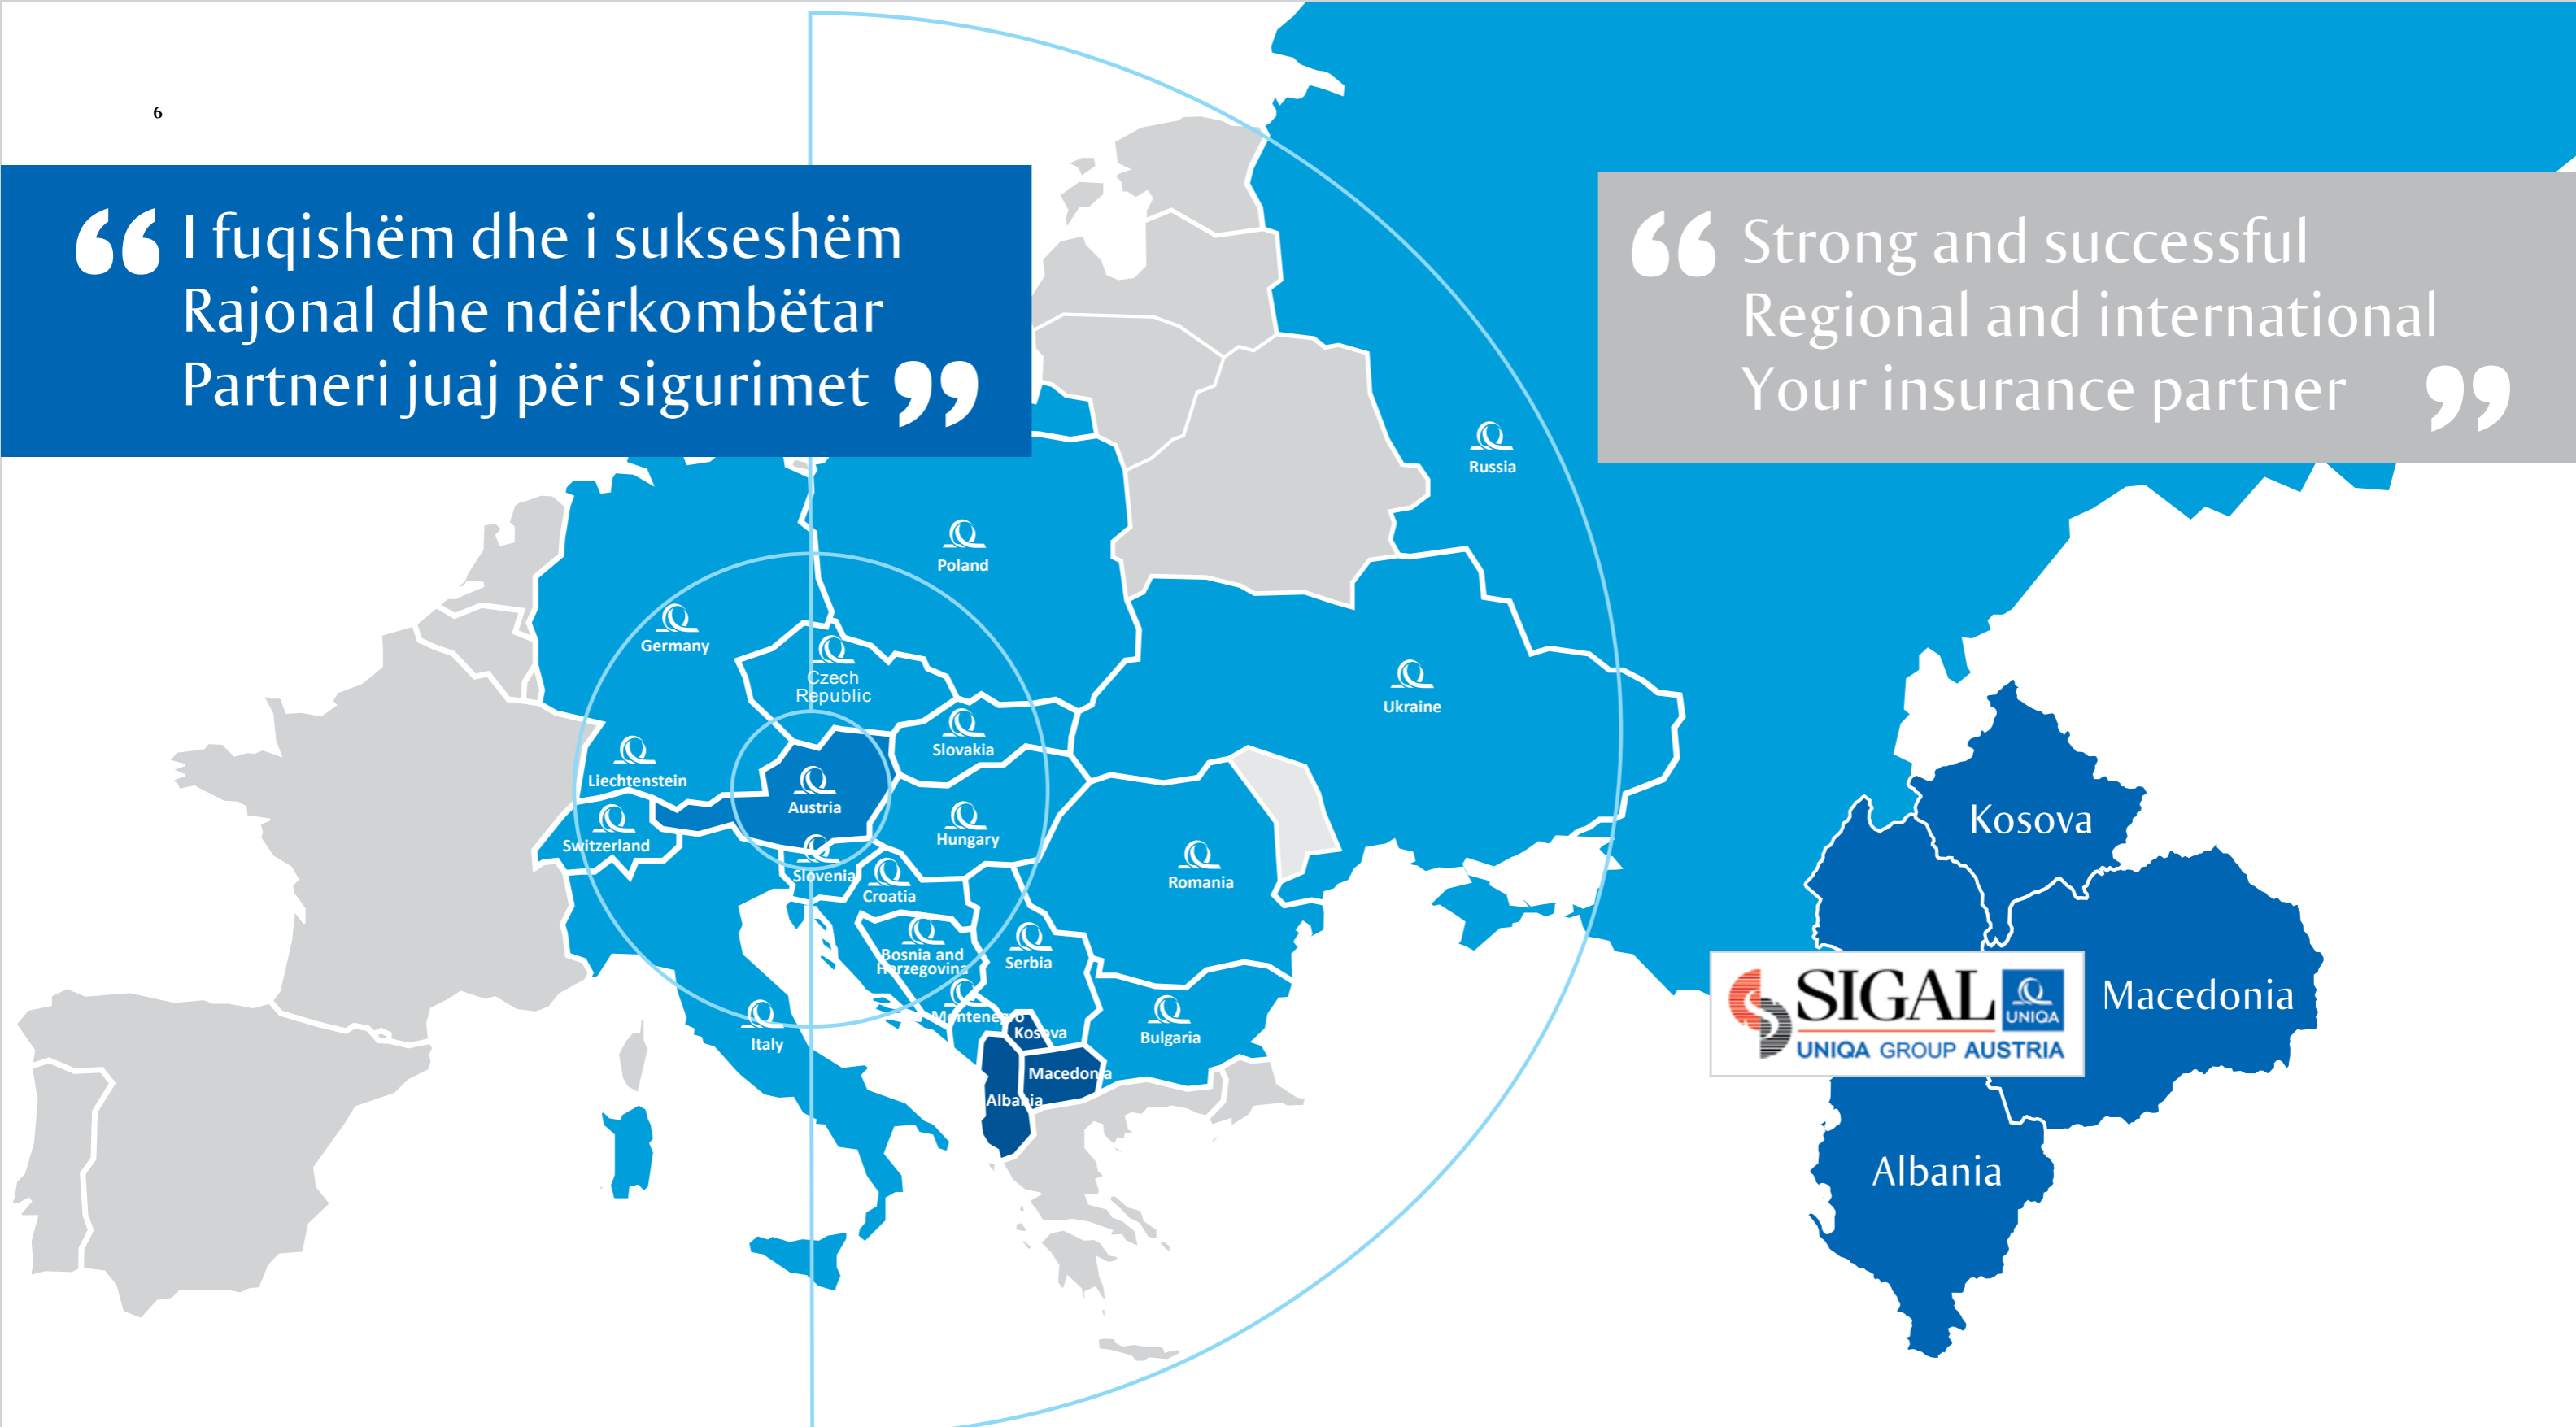 6
“ I fuqishëm dhe i sukseshëm
Rajonal dhe ndërkombëtar
Partneri juaj për sigurimet ”
“ Strong and successful
Regional and international
Your insurance partner ”
Russia
Poland
Germany
Czech
Republic
Ukraine
Slovakia
Liechtenstein
Austria
Hungary
Switzerland
Slovenia
Croatia
Romania
Bosnia and
Herzegovina
Serbia
Montenegro
Kosova
Italy
Bulgaria
Macedonia
Albania
Kosova
Macedonia
SIGAL
UNIQA
UNIQA GROUP AUSTRIA
Albania